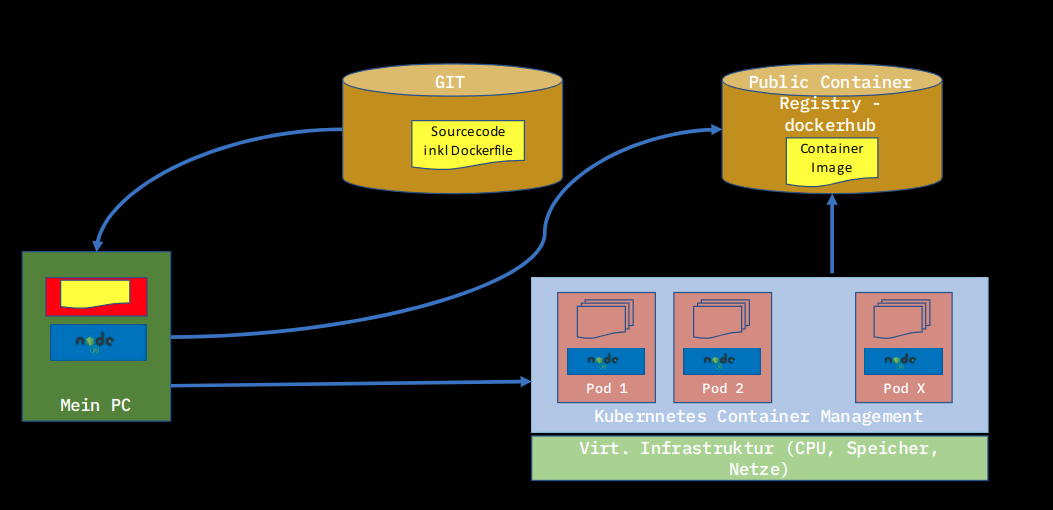 GIT
Sourcecode
inkl Dockerfile
Public Container
Registry -
dockerhub
Container
Image
node
Mein PC
node
Pod 1
node
Pod 2
node
Pod X
Kubernnetes Container Management
Virt. Infrastruktur (CPU, Speicher,
Netze)